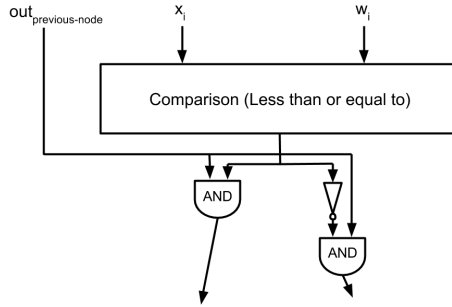 out_previous-node
x_i
w_i
Comparison (Less than or equal to)
AND
AND